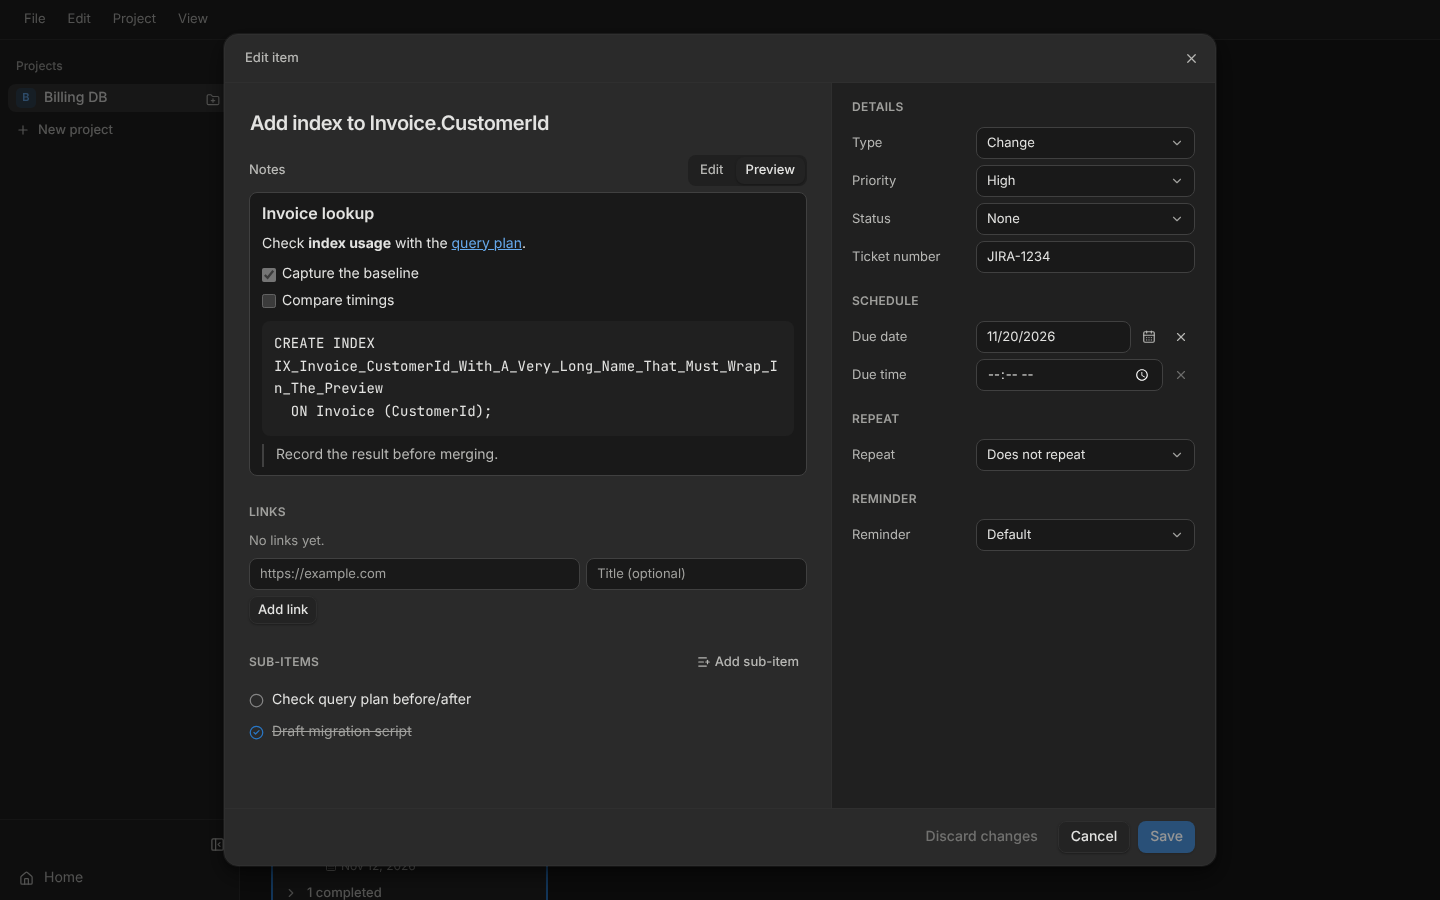 File Edit Project View
Projects
B Billing DB
New project
Home
Edit item
Add index to Invoice.CustomerId
Notes
Edit Preview
Invoice lookup
Check index usage with the query plan.
Capture the baseline
Compare timings
CREATE INDEX
IX_Invoice_CustomerId_With_A_Very_Long_Name_That_Must_Wrap_I
n_The_Preview
ON Invoice (CustomerId);
Record the result before merging.
LINKS
No links yet.
https://example.com Title (optional)
Add link
SUB-ITEMS Add sub-item
Check query plan before/after
Draft migration script
DETAILS
Type Change
Priority High
Status None
Ticket number JIRA-1234
SCHEDULE
Due date 11/20/2026
Due time --:-- --
REPEAT
Repeat Does not repeat
REMINDER
Reminder Default
Discard changes Cancel Save
Nov 12, 2026
1 completed